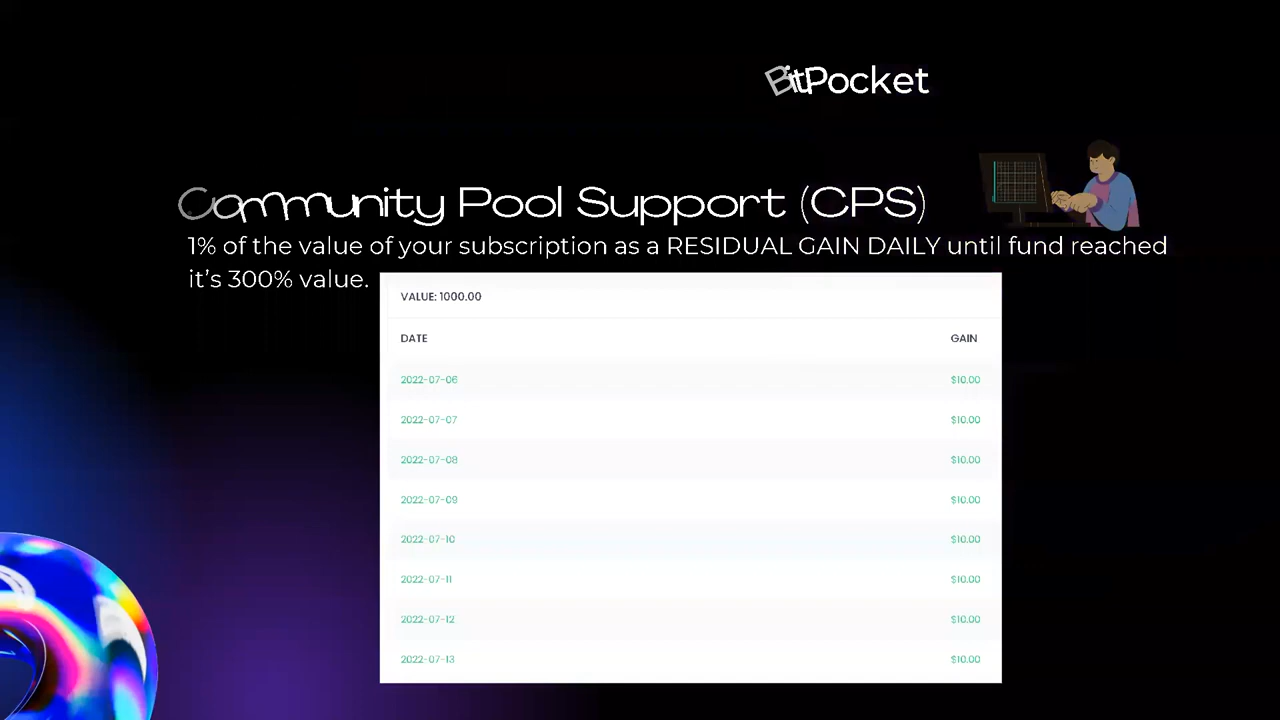 BitPocket
Community Pool Support (CPS)
1% of the value of your subscription as a RESIDUAL GAIN DAILY until fund reached
it's 300% value.
VALUE: 1000.00
DATE GAIN
2022-07-06 $10.00
2022-07-07 $10.00
2022-07-08 $10.00
2022-07-09 $10.00
2022-07-10 $10.00
2022-07-11 $10.00
2022-07-12 $10.00
2022-07-13 $10.00